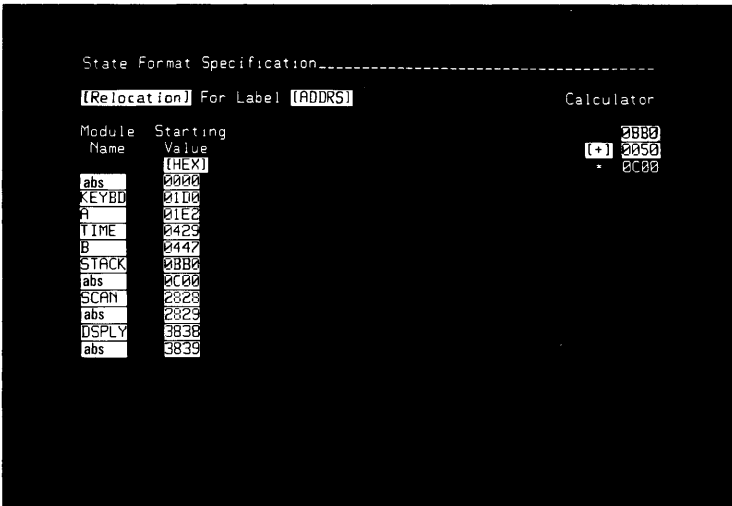 State Format Specification
[Relocation] For Label [ADDRS]
Calculator
Module Starting
Name Value
0BB0
[+] 0050
[HEX]
* 0C00
abs 0000
KEYBD 01D0
A 01E2
TIME 0429
B 0447
STACK 0BB0
abs 0C00
SCAN 2828
abs 2829
DSPLY 3838
abs 3839